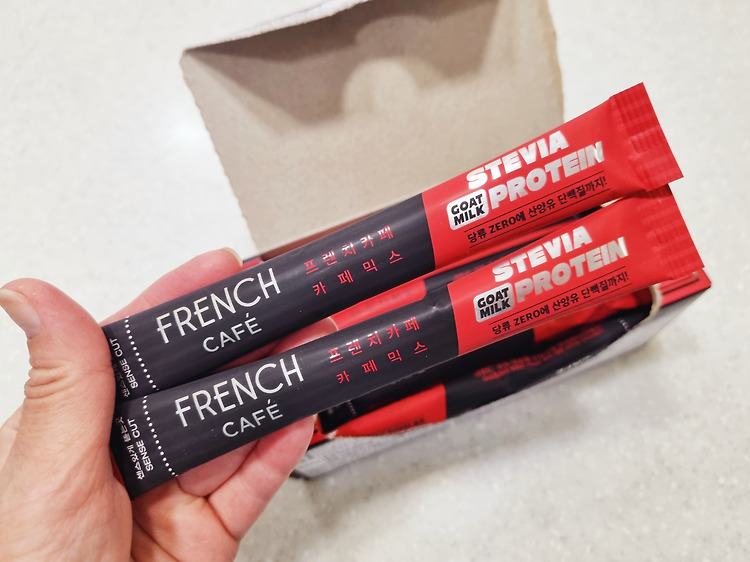 STEVIA
GOAT MILK PROTEIN
당류 ZERO에 산양유 단백질까지!
프렌치카페
카페믹스
FRENCH
CAFÉ
SENSE CUT
STEVIA
GOAT MILK PROTEIN
당류 ZERO에 산양유 단백질까지!
프렌치카페
카페믹스
FRENCH
CAFÉ
SENSE CUT